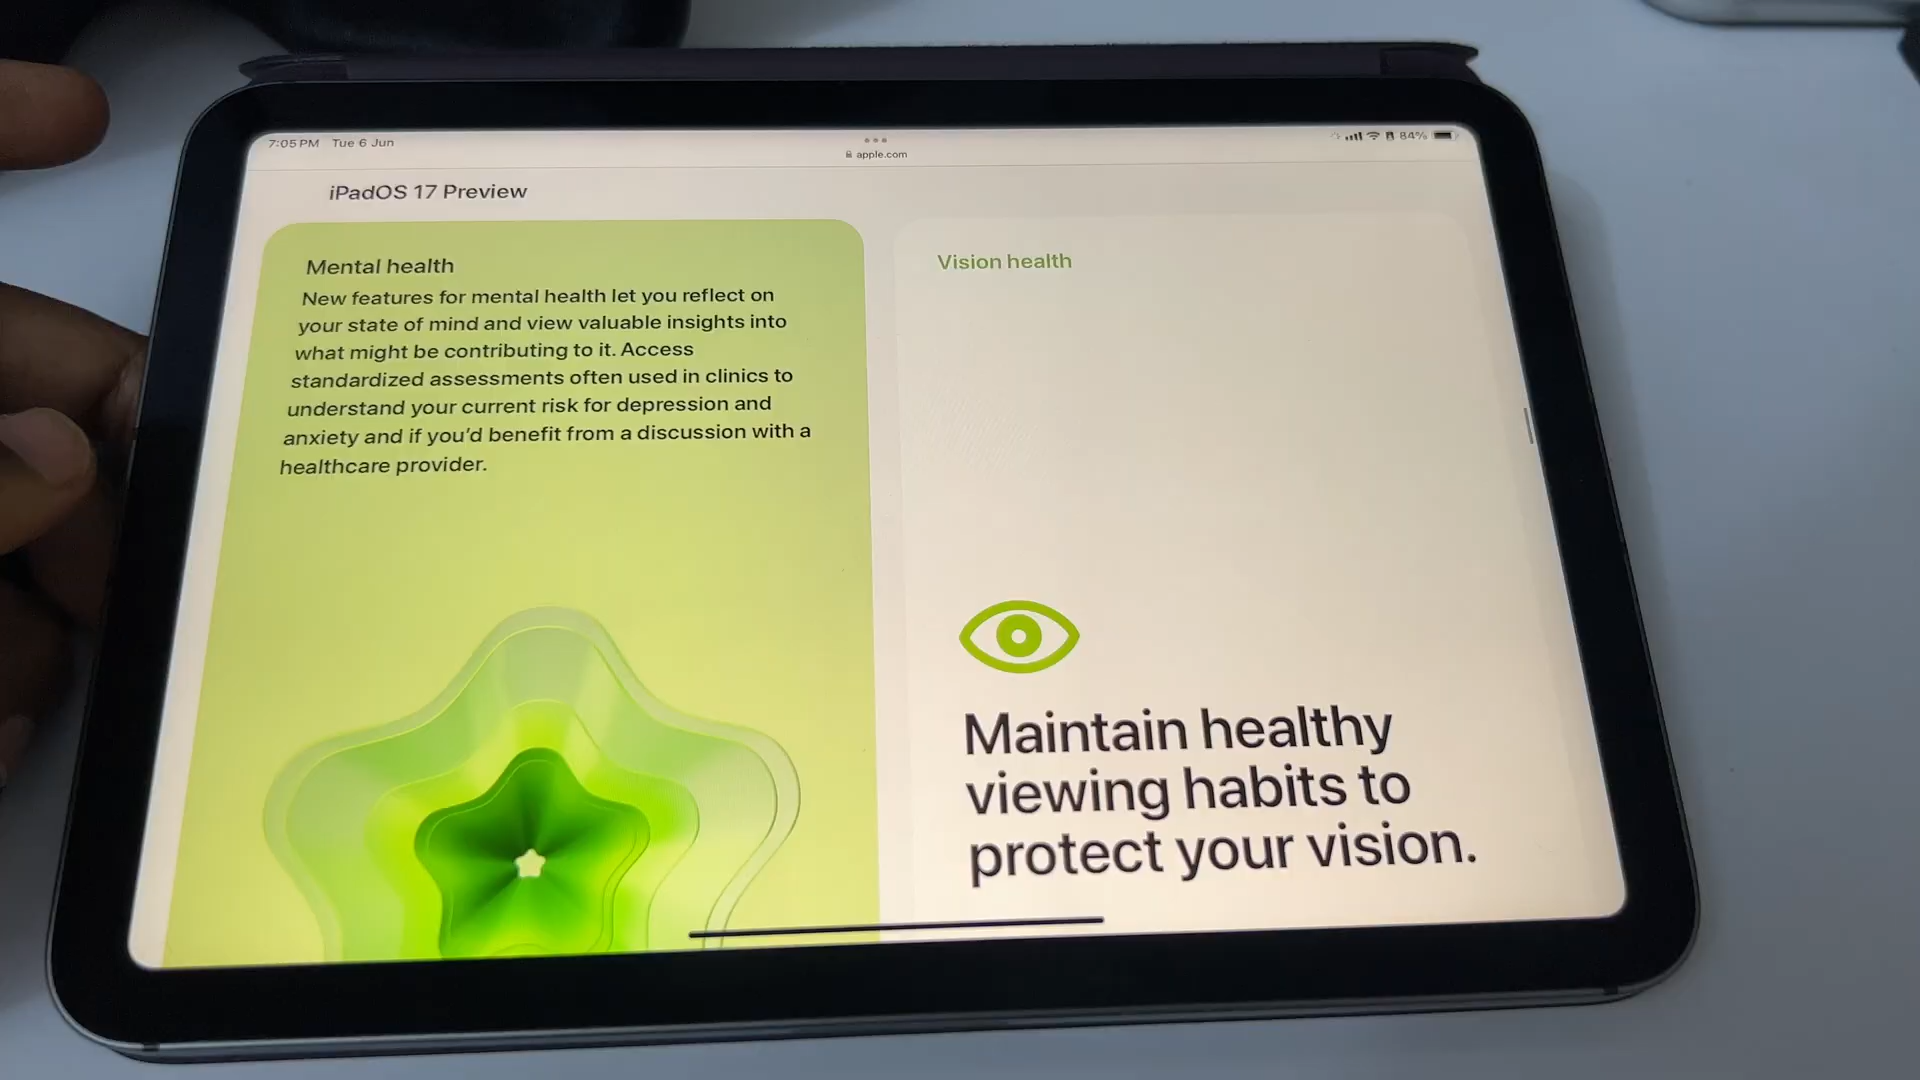 7:05 PM Tue 6 Jun
apple.com
84%
iPadOS 17 Preview
Mental health
New features for mental health let you reflect on
your state of mind and view valuable insights into
what might be contributing to it. Access
standardized assessments often used in clinics to
understand your current risk for depression and
anxiety and if you’d benefit from a discussion with a
healthcare provider.
Vision health
Maintain healthy
viewing habits to
protect your vision.